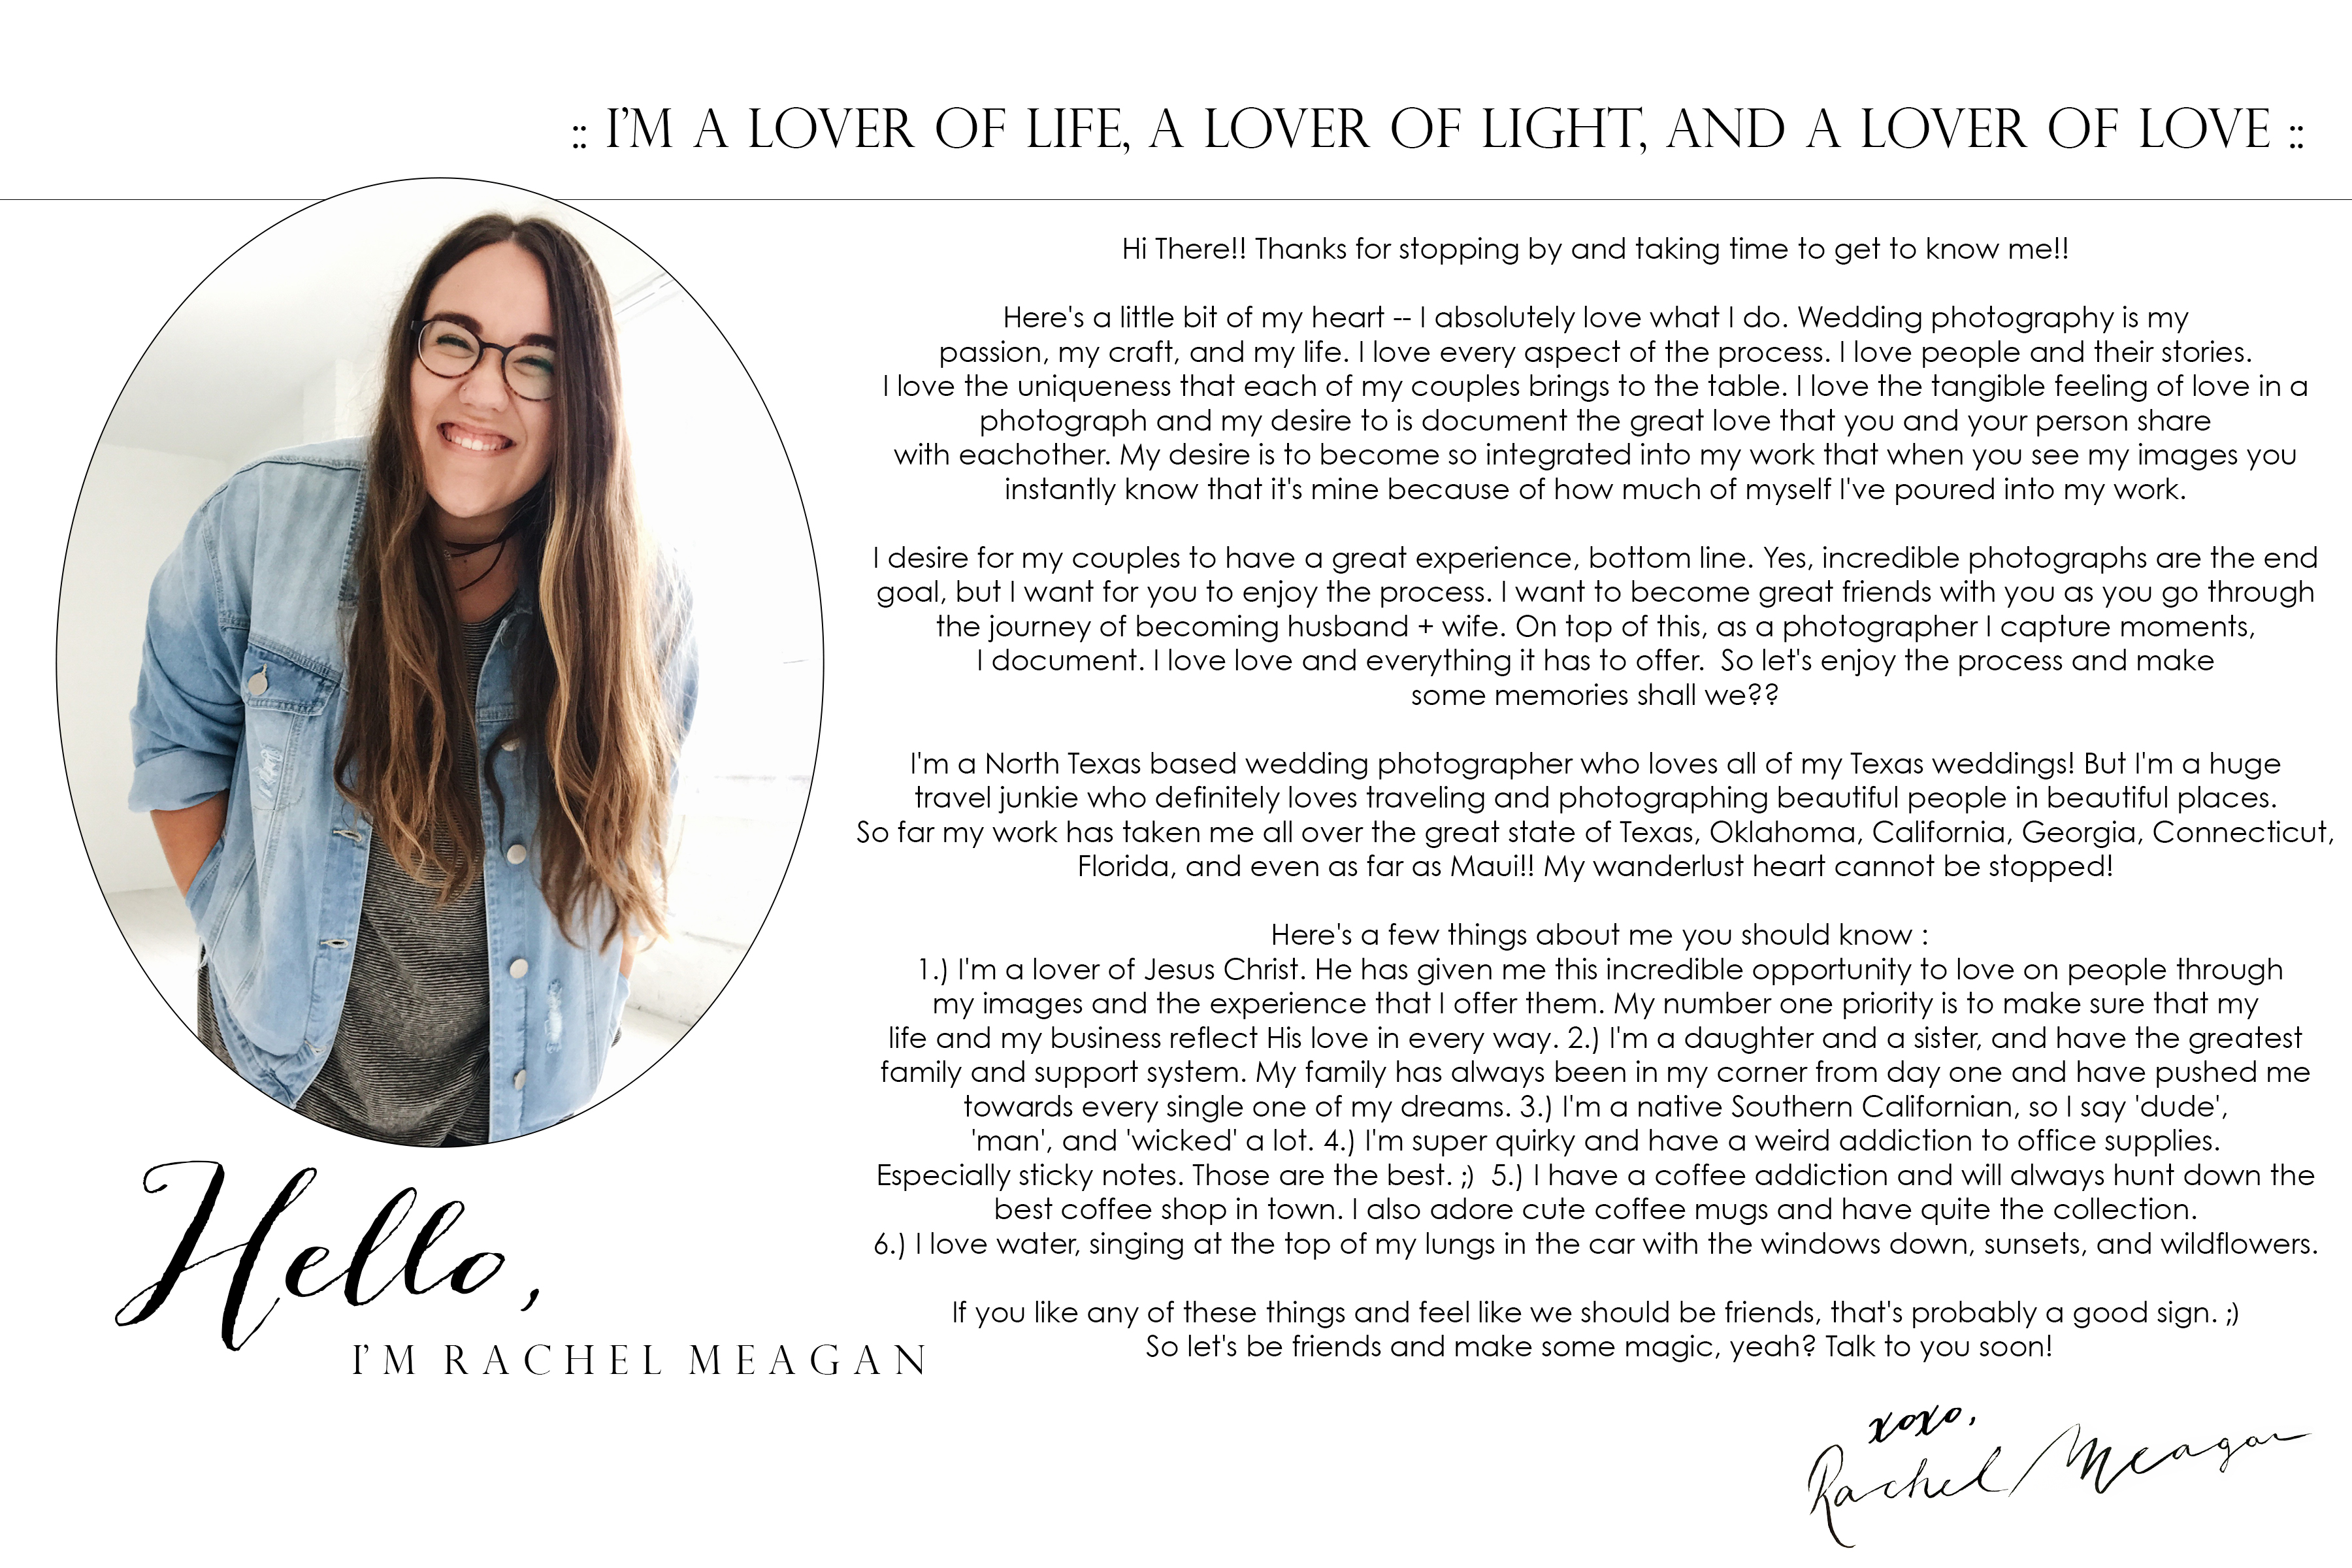 :: I'M A LOVER OF LIFE, A LOVER OF LIGHT, AND A LOVER OF LOVE ::
Hi There!! Thanks for stopping by and taking time to get to know me!!
Here's a little bit of my heart -- I absolutely love what I do. Wedding photography is my
passion, my craft, and my life. I love every aspect of the process. I love people and their stories.
I love the uniqueness that each of my couples brings to the table. I love the tangible feeling of love in a
photograph and my desire to is document the great love that you and your person share
with eachother. My desire is to become so integrated into my work that when you see my images you
instantly know that it's mine because of how much of myself I've poured into my work.
I desire for my couples to have a great experience, bottom line. Yes, incredible photographs are the end
goal, but I want for you to enjoy the process. I want to become great friends with you as you go through
the journey of becoming husband + wife. On top of this, as a photographer I capture moments,
I document. I love love and everything it has to offer.  So let's enjoy the process and make
some memories shall we??
I'm a North Texas based wedding photographer who loves all of my Texas weddings! But I'm a huge
travel junkie who definitely loves traveling and photographing beautiful people in beautiful places.
So far my work has taken me all over the great state of Texas, Oklahoma, California, Georgia, Connecticut,
Florida, and even as far as Maui!! My wanderlust heart cannot be stopped!
Here's a few things about me you should know :
1.) I'm a lover of Jesus Christ. He has given me this incredible opportunity to love on people through
my images and the experience that I offer them. My number one priority is to make sure that my
life and my business reflect His love in every way. 2.) I'm a daughter and a sister, and have the greatest
family and support system. My family has always been in my corner from day one and have pushed me
towards every single one of my dreams. 3.) I'm a native Southern Californian, so I say 'dude',
'man', and 'wicked' a lot. 4.) I'm super quirky and have a weird addiction to office supplies.
Especially sticky notes. Those are the best. ;)  5.) I have a coffee addiction and will always hunt down the
best coffee shop in town. I also adore cute coffee mugs and have quite the collection.
6.) I love water, singing at the top of my lungs in the car with the windows down, sunsets, and wildflowers.
If you like any of these things and feel like we should be friends, that's probably a good sign. ;)
So let's be friends and make some magic, yeah? Talk to you soon!
Hello,
I'M RACHEL MEAGAN
xoxo,
Rachel Meagan